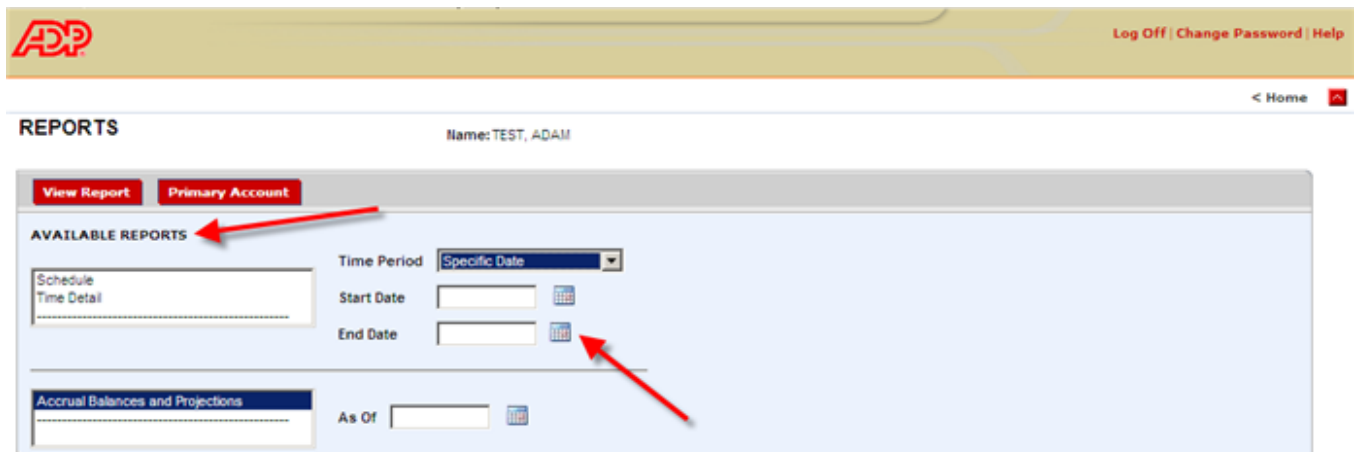 ADP
Log Off | Change Password | Help
< Home
REPORTS
Name: TEST, ADAM
View Report
Primary Account
AVAILABLE REPORTS
Time Period Specific Date
Schedule
Time Detail
Start Date
End Date
Accrual Balances and Projections
As Of